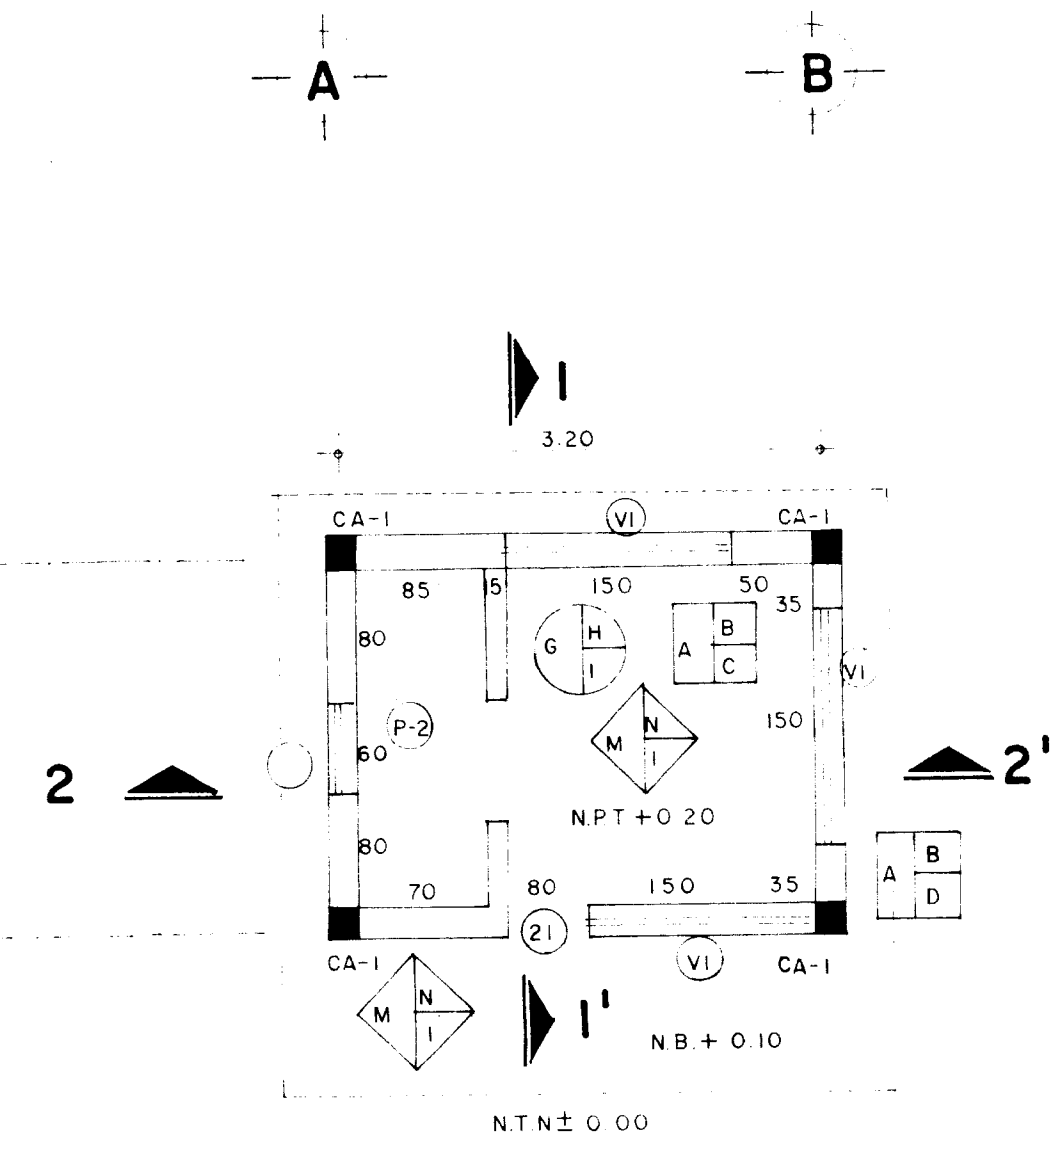 A B
1
3.20
CA-1 V1 CA-1
85 15 150 50
35
80
G H I
A B C
V1
P-2
M N I
150
60
2 2'
N.P.T +0.20
80
A B D
70 80 150 35
21
CA-1 V1 CA-1
M N I
1'
N.B.+ 0.10
N.T.N± 0.00